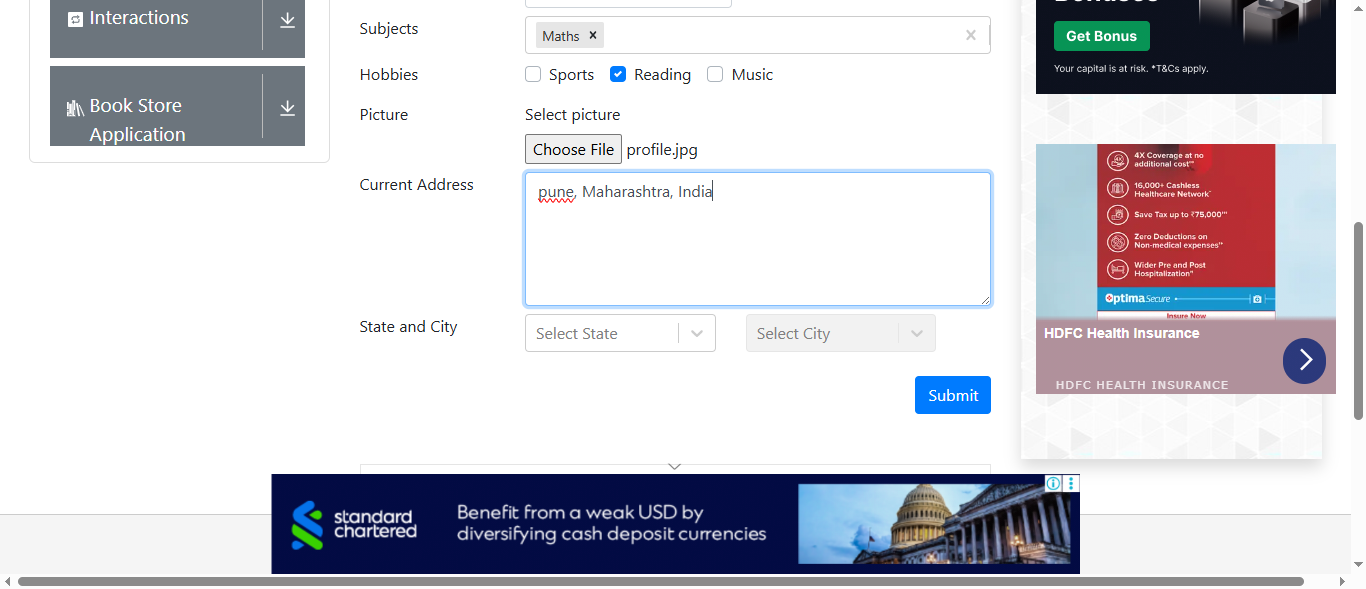 Interactions
Book Store
Application
Subjects
Maths ×
Hobbies
Sports Reading Music
Picture
Select picture
Choose File profile.jpg
Current Address
pune, Maharashtra, India
State and City
Select State
Select City
Submit
Get Bonus
Your capital is at risk. *T&Cs apply.
4X Coverage at no
additional cost*^
16,000+ Cashless
Healthcare Network^
Save Tax up to ₹75,000*^
Zero Deductions on
Non-medical expenses*^
Wider Pre and Post
Hospitalization^
Optima Secure
Insure Now
HDFC Health Insurance
HDFC HEALTH INSURANCE
standard
chartered
Benefit from a weak USD by
diversifying cash deposit currencies